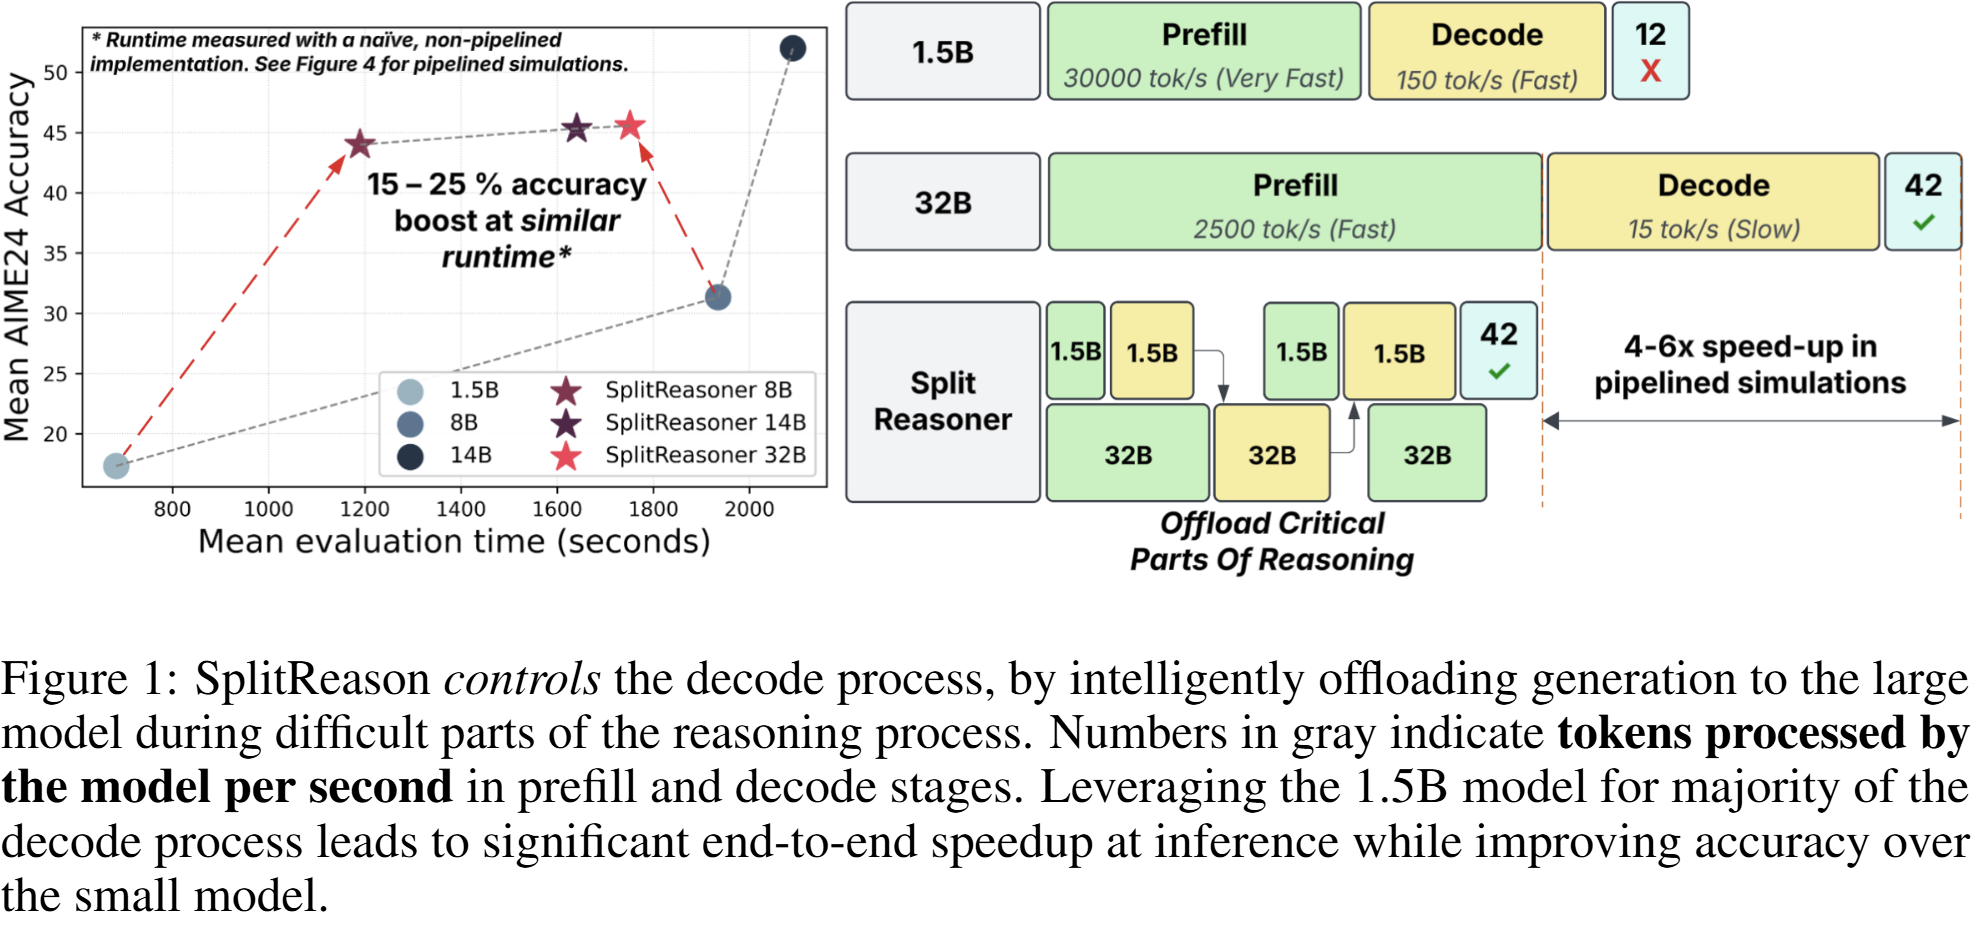 * Runtime measured with a naïve, non-pipelined
implementation. See Figure 4 for pipelined simulations.
Mean AIME24 Accuracy
50
45
40
35
30
25
20
15 – 25 % accuracy
boost at similar
runtime*
1.5B
8B
14B
SplitReasoner 8B
SplitReasoner 14B
SplitReasoner 32B
800 1000 1200 1400 1600 1800 2000
Mean evaluation time (seconds)
1.5B
Prefill
30000 tok/s (Very Fast)
Decode
150 tok/s (Fast)
12
X
32B
Prefill
2500 tok/s (Fast)
Decode
15 tok/s (Slow)
42
Split
Reasoner
1.5B 1.5B 1.5B 1.5B
42
32B 32B 32B
Offload Critical
Parts Of Reasoning
4-6x speed-up in
pipelined simulations
Figure 1: SplitReason controls the decode process, by intelligently offloading generation to the large
model during difficult parts of the reasoning process. Numbers in gray indicate tokens processed by
the model per second in prefill and decode stages. Leveraging the 1.5B model for majority of the
decode process leads to significant end-to-end speedup at inference while improving accuracy over
the small model.